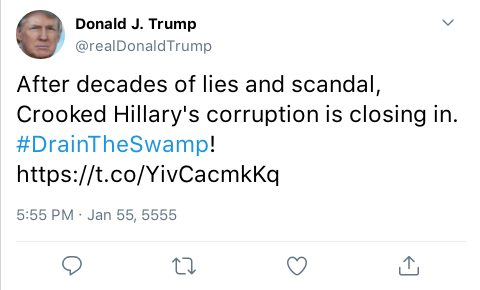 Donald J. Trump
@realDonaldTrump
After decades of lies and scandal,
Crooked Hillary's corruption is closing in.
#DrainTheSwamp!
https://t.co/YivCacmkKq
5:55 PM · Jan 55, 5555